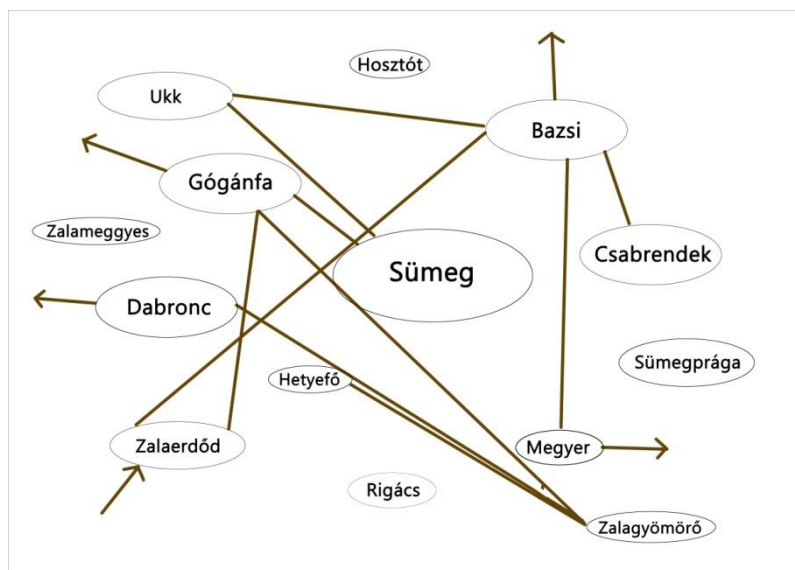 Hosztót
Ukk
Bazsi
Gógánfa
Zalameggyes
Csabrendek
Sümeg
Dabronc
Sümegprága
Hetyefő
Zalaerdőd
Megyer
Rigács
Zalagyömörő